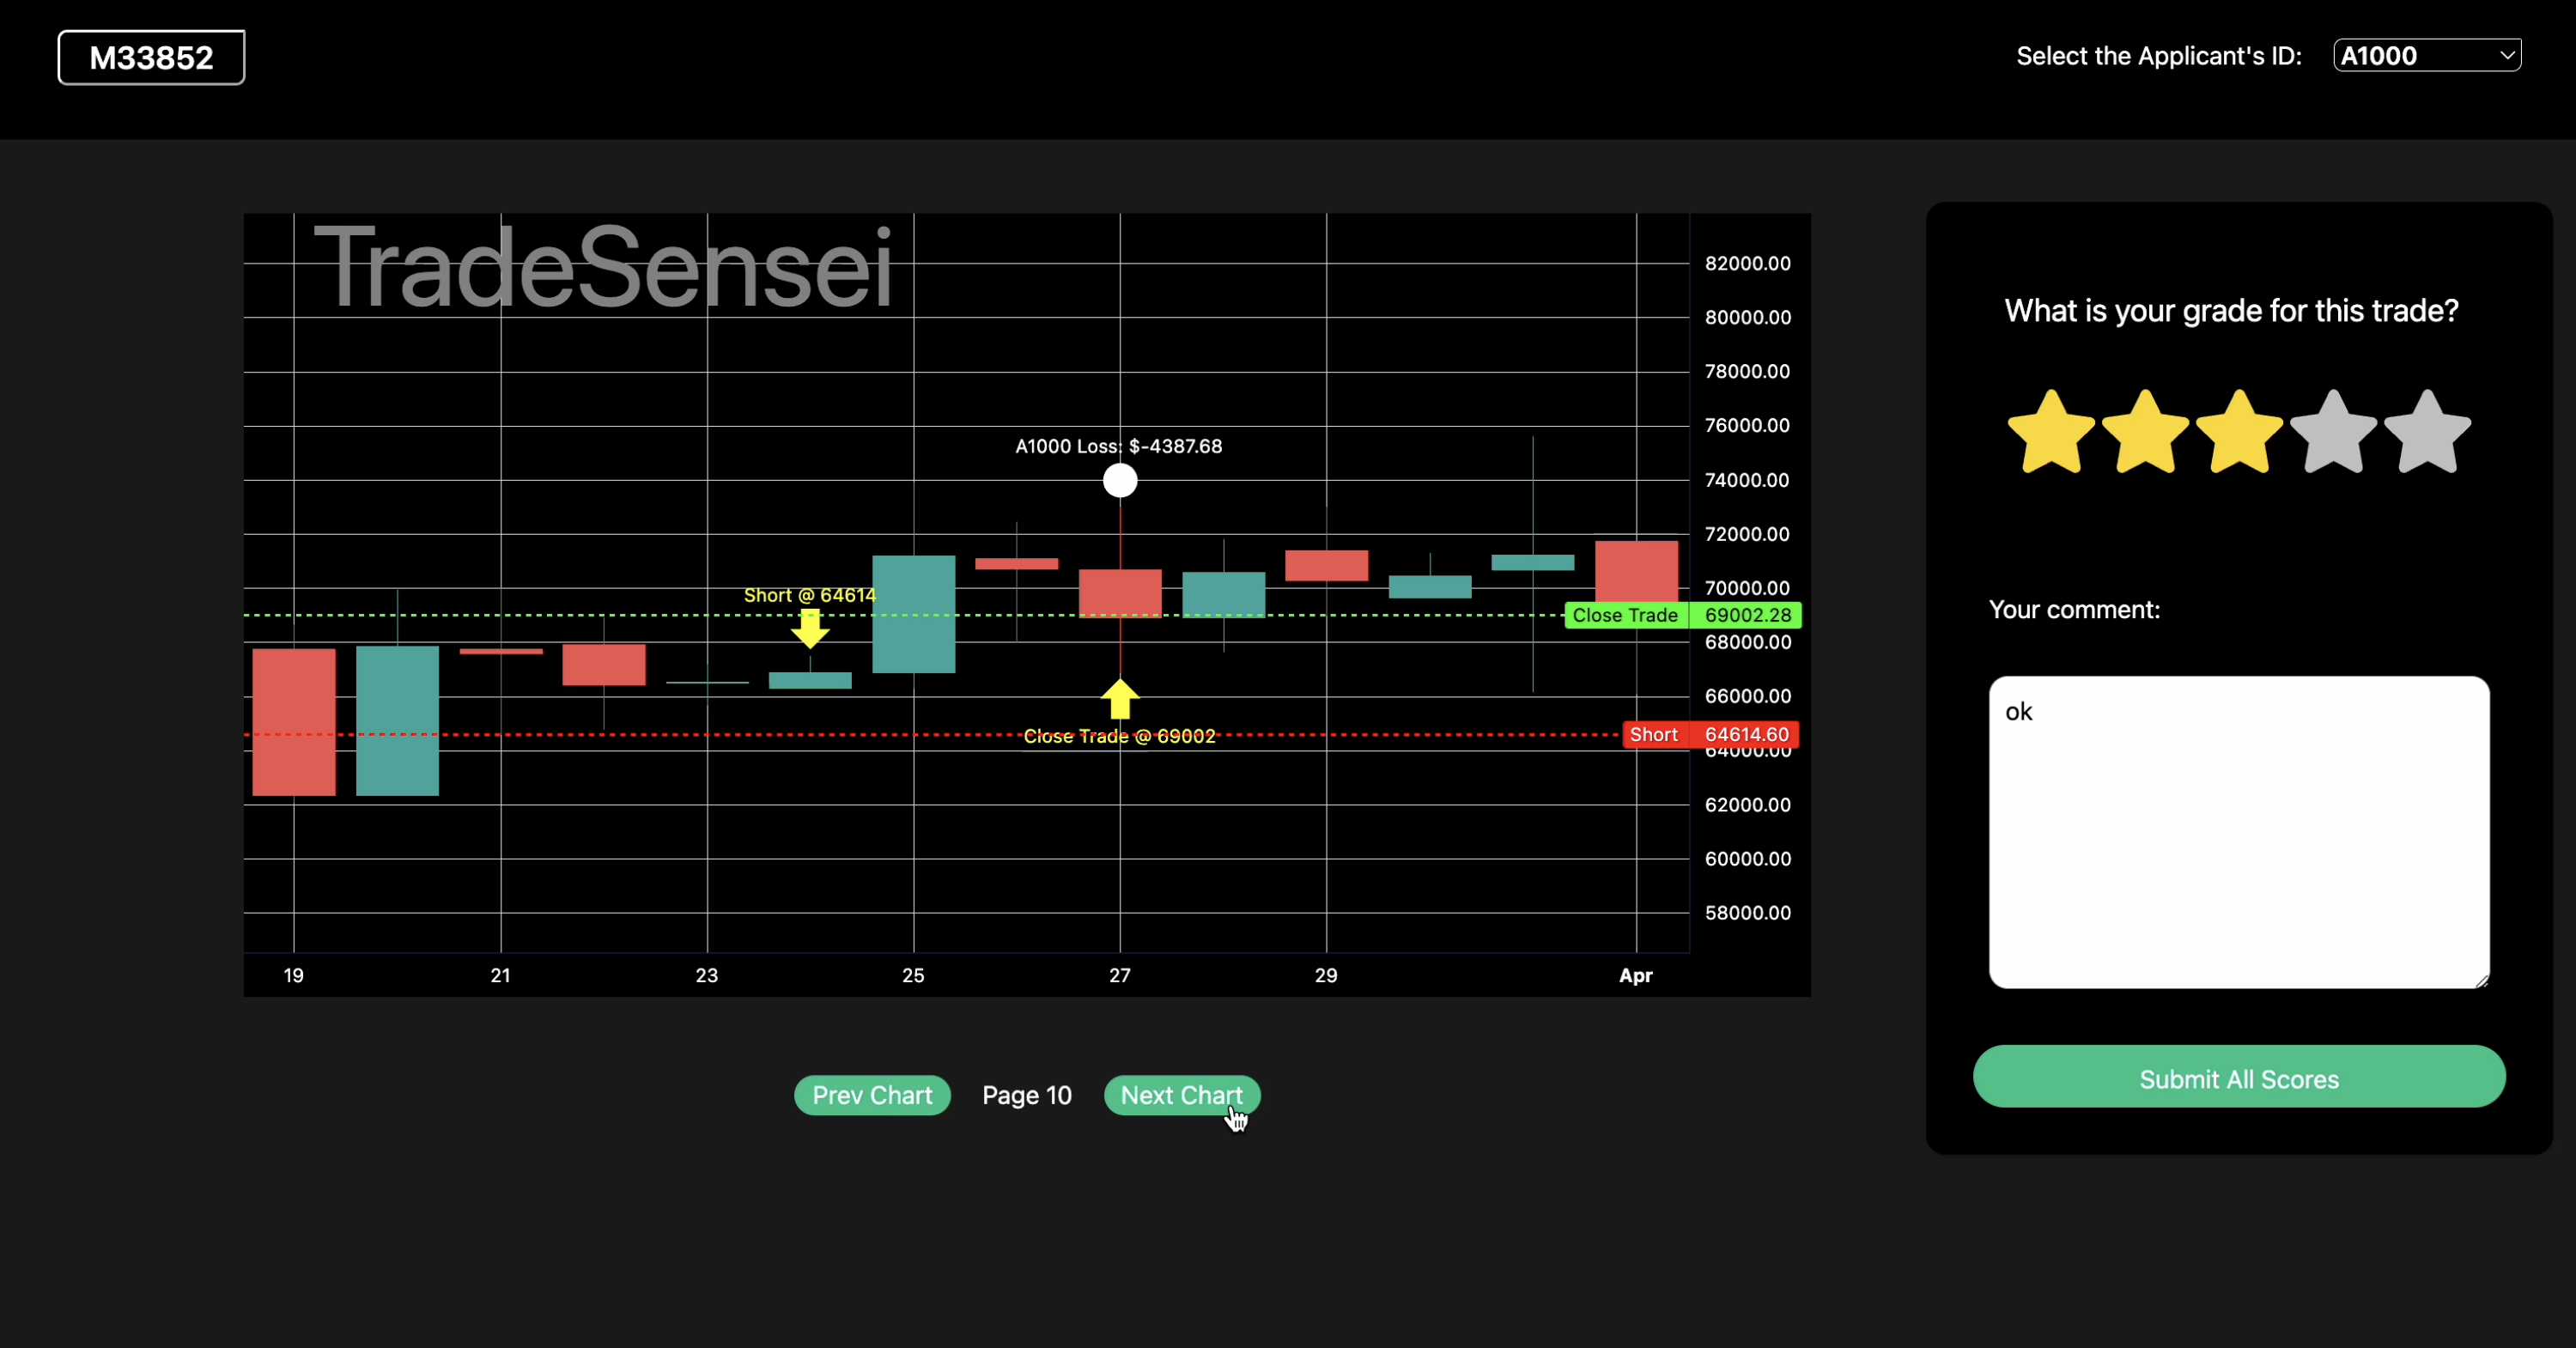 M33852
Select the Applicant's ID: A1000
TradeSensei
82000.00
80000.00
78000.00
76000.00
74000.00
72000.00
70000.00
68000.00
66000.00
64000.00
62000.00
60000.00
58000.00
A1000 Loss: $-4387.68
Short @ 64614
Close Trade 69002.28
Close Trade @ 69002
Short 64614.60
19 21 23 25 27 29 Apr
Prev Chart Page 10 Next Chart
What is your grade for this trade?
Your comment:
ok
Submit All Scores